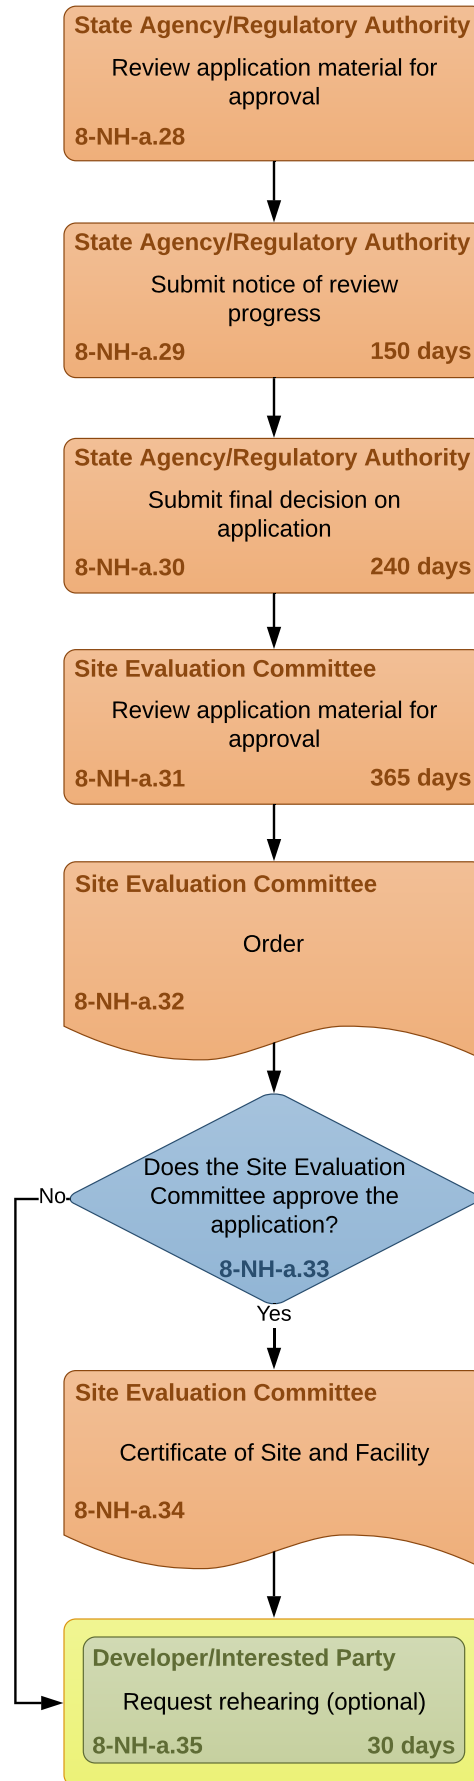 State Agency/Regulatory Authority
Review application material for
approval
8-NH-a.28
State Agency/Regulatory Authority
Submit notice of review
progress
8-NH-a.29 150 days
State Agency/Regulatory Authority
Submit final decision on
application
8-NH-a.30 240 days
Site Evaluation Committee
Review application material for
approval
8-NH-a.31 365 days
Site Evaluation Committee
Order
8-NH-a.32
Does the Site Evaluation
No Committee approve the
application?
8-NH-a.33
Yes
Site Evaluation Committee
Certificate of Site and Facility
8-NH-a.34
Developer/Interested Party
Request rehearing (optional)
8-NH-a.35 30 days